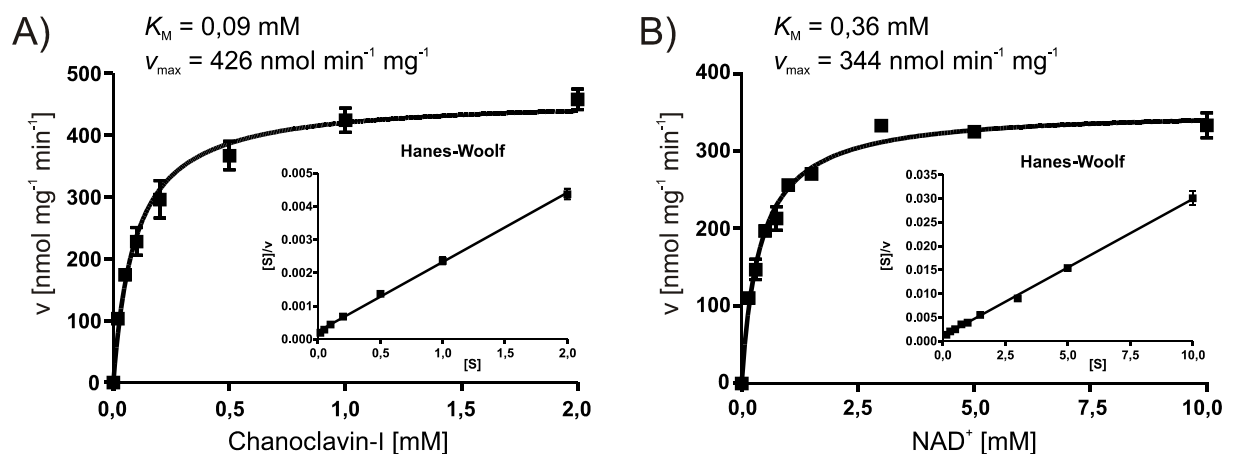 A)
K_M = 0,09 mM
v_max = 426 nmol min⁻¹ mg⁻¹
500
400
300
200
100
0
v [nmol mg⁻¹ min⁻¹]
0,0
0,5
1,0
1,5
2,0
Chanoclavin-I [mM]
Hanes-Woolf
0.005
0.004
0.003
0.002
0.001
0.000
[S]/v
0,0
0,5
1,0
1,5
2,0
[S]
B)
K_M = 0,36 mM
v_max = 344 nmol min⁻¹ mg⁻¹
400
300
200
100
0
v [nmol mg⁻¹ min⁻¹]
0,0
2,5
5,0
7,5
10,0
NAD⁺ [mM]
Hanes-Woolf
0.035
0.030
0.025
0.020
0.015
0.010
0.005
0.000
[S]/v
0.0
2,5
5,0
7,5
10,0
[S]